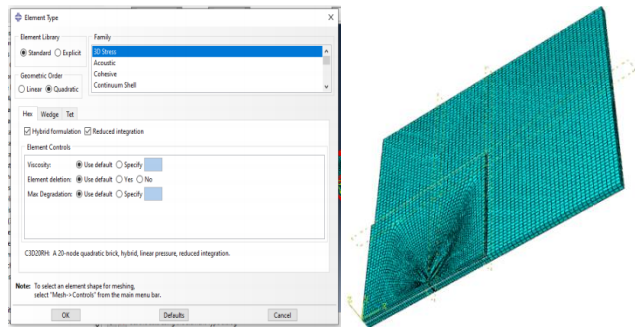 Element Type
X
Element Library
Family
Standard Explicit
3D Stress
Acoustic
Cohesive
Continuum Shell
Geometric Order
Linear Quadratic
Hex Wedge Tet
Hybrid formulation Reduced integration
Element Controls
Viscosity: Use default Specify
Element deletion: Use default Yes No
Max Degradation: Use default Specify
C3D20RH: A 20-node quadratic brick, hybrid, linear pressure, reduced integration.
Note: To select an element shape for meshing,
select "Mesh->Controls" from the main menu bar.
OK Defaults Cancel